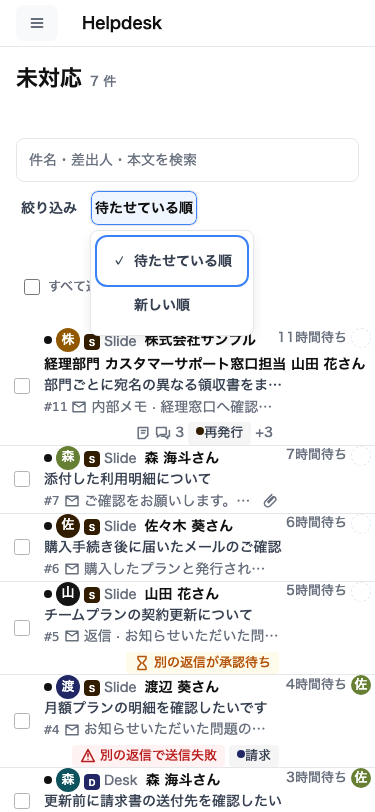 Helpdesk
未対応 7 件
件名・差出人・本文を検索
絞り込み 待たせている順
✓ 待たせている順
新しい順
すべて
株 S Slide 株式会社サンプル 11時間待ち
経理部門 カスタマーサポート窓口担当 山田 花さん
部門ごとに宛名の異なる領収書をま…
#11 内部メモ · 経理窓口へ確認…
3 再発行 +3
森 S Slide 森 海斗さん 7時間待ち
添付した利用明細について
#7 ご確認をお願いします。…
佐 S Slide 佐々木 葵さん 6時間待ち
購入手続き後に届いたメールのご確認
#6 購入したプランと発行され…
山 S Slide 山田 花さん 5時間待ち
チームプランの契約更新について
#5 返信 · お知らせいただいた問…
別の返信が承認待ち
渡 S Slide 渡辺 葵さん 4時間待ち 佐
月額プランの明細を確認したいです
#4 お知らせいただいた問題の…
別の返信で送信失敗 請求
森 D Desk 森 海斗さん 3時間待ち 佐
更新前に請求書の送付先を確認したい